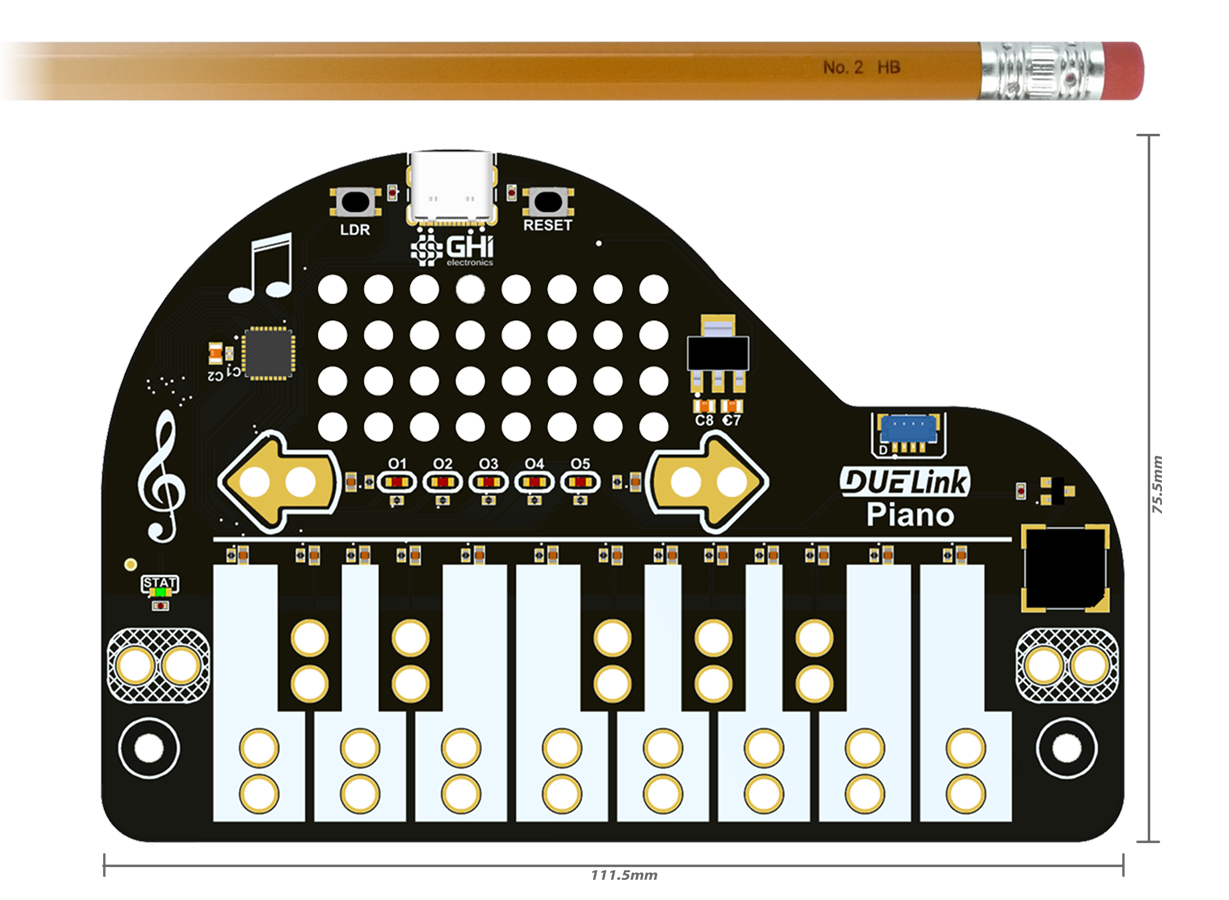 No. 2 HB
LDR
RESET
GHI
electronics
C2
C1
C8 C7
D
O1 O2 O3 O4 O5
DUELink
Piano
STAT
75.5mm
111.5mm